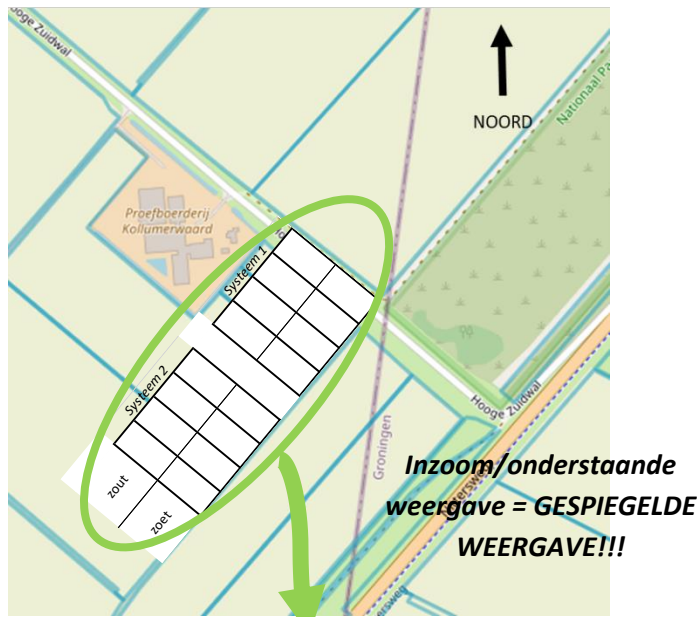 Hooge Zuidwal
NOORD
Nationaal Pa
Proefboerderij
Kollumerwaard
Systeem 1
Systeem 2
Hooge Zuidwal
Groningen
zout
zoet
Inzoom/onderstaande
weergave = GESPIEGELDE
WEERGAVE!!!